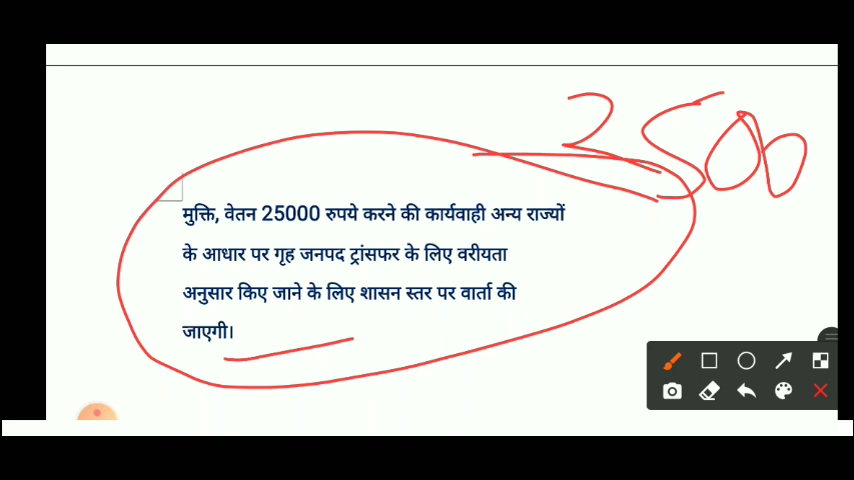 2500
मुक्ति, वेतन 25000 रुपये करने की कार्यवाही अन्य राज्यों
के आधार पर गृह जनपद ट्रांसफर के लिए वरीयता
अनुसार किए जाने के लिए शासन स्तर पर वार्ता की
जाएगी।